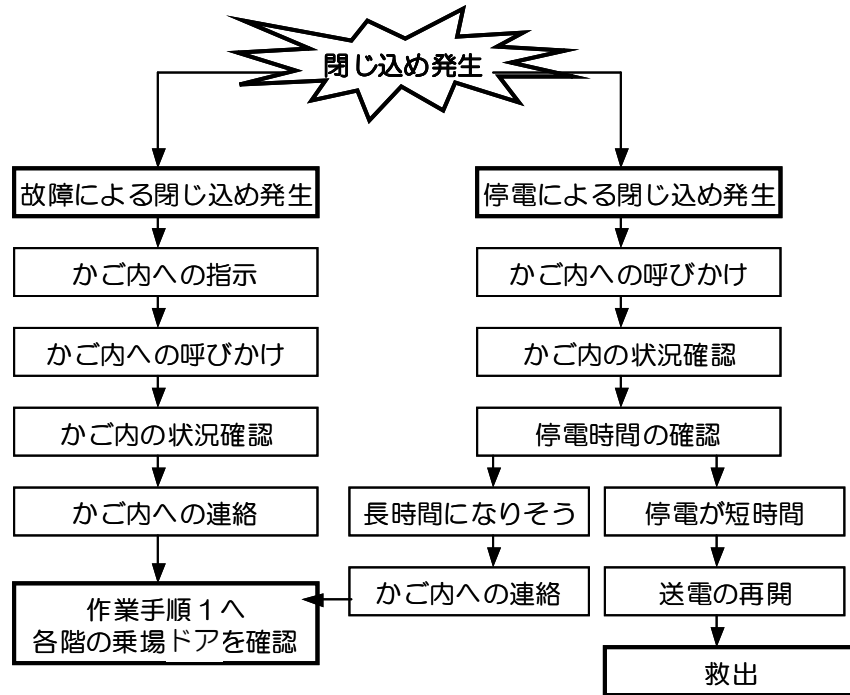 閉じ込め発生
故障による閉じ込め発生
かご内への指示
かご内への呼びかけ
かご内の状況確認
かご内への連絡
作業手順１へ
各階の乗場ドアを確認
停電による閉じ込め発生
かご内への呼びかけ
かご内の状況確認
停電時間の確認
長時間になりそう
かご内への連絡
停電が短時間
送電の再開
救出